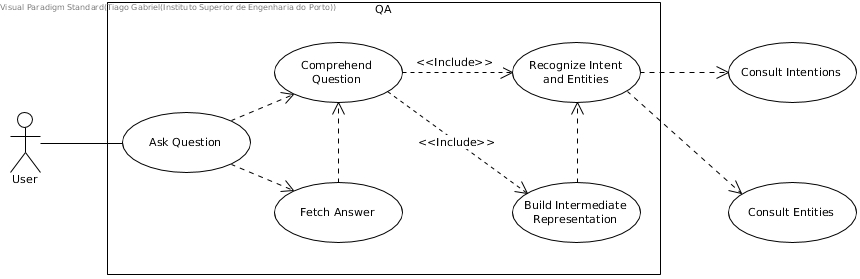 Visual Paradigm Standard(Tiago Gabriel(Instituto Superior de Engenharia do Porto))
QA
Comprehend
Question
<<Include>>
Recognize Intent
and Entities
Consult Intentions
Ask Question
<<Include>>
User
Fetch Answer
Build Intermediate
Representation
Consult Entities